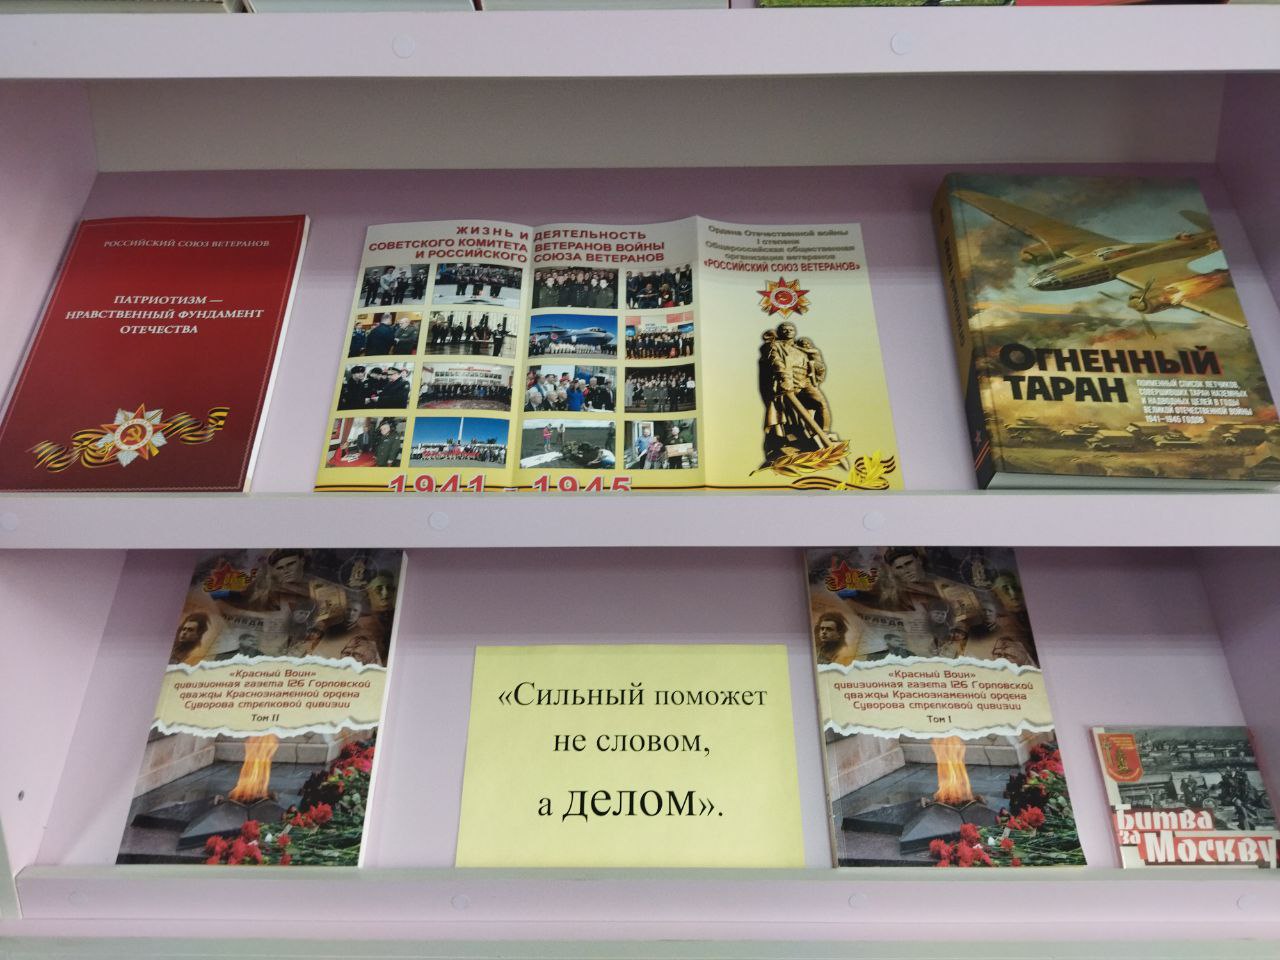 РОССИЙСКИЙ СОЮЗ ВЕТЕРАНОВ
ПАТРИОТИЗМ —
НРАВСТВЕННЫЙ ФУНДАМЕНТ
ОТЕЧЕСТВА
ЖИЗНЬ И ДЕЯТЕЛЬНОСТЬ
СОВЕТСКОГО КОМИТЕТА ВЕТЕРАНОВ ВОЙНЫ
И РОССИЙСКОГО СОЮЗА ВЕТЕРАНОВ
1941 - 1945
Ордена Отечественной войны
I степени
Общероссийская общественная
организация ветеранов
«РОССИЙСКИЙ СОЮЗ ВЕТЕРАНОВ»
ОГНЕННЫЙ
ТАРАН
ПОИМЕННЫЙ СПИСОК ЛЕТЧИКОВ,
СОВЕРШИВШИХ ТАРАН НАЗЕМНЫХ
И НАДВОДНЫХ ЦЕЛЕЙ В ГОДЫ
ВЕЛИКОЙ ОТЕЧЕСТВЕННОЙ ВОЙНЫ
1941–1945 ГОДОВ
«Красный Воин»
дивизионная газета 126 Горловской
дважды Краснознаменной ордена
Суворова стрелковой дивизии
Том II
«Сильный поможет
не словом,
а делом».
«Красный Воин»
дивизионная газета 126 Горловской
дважды Краснознаменной ордена
Суворова стрелковой дивизии
Том I
Битва
за
Москву